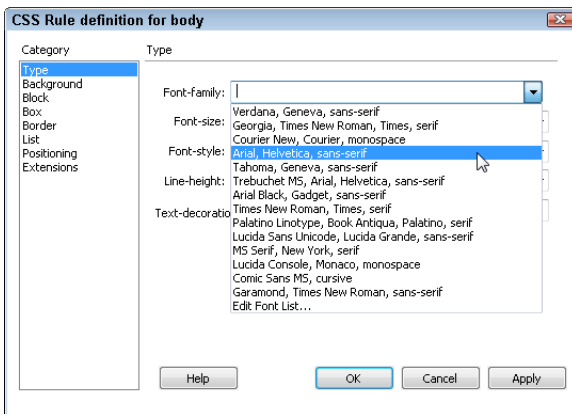 CSS Rule definition for body
Category
Type
Type
Background
Block
Box
Border
List
Positioning
Extensions
Font-family:
Font-size:
Font-style:
Line-height:
Text-decoratio
Verdana, Geneva, sans-serif
Georgia, Times New Roman, Times, serif
Courier New, Courier, monospace
Arial, Helvetica, sans-serif
Tahoma, Geneva, sans-serif
Trebuchet MS, Arial, Helvetica, sans-serif
Arial Black, Gadget, sans-serif
Times New Roman, Times, serif
Palatino Linotype, Book Antiqua, Palatino, serif
Lucida Sans Unicode, Lucida Grande, sans-serif
MS Serif, New York, serif
Lucida Console, Monaco, monospace
Comic Sans MS, cursive
Garamond, Times New Roman, sans-serif
Edit Font List...
Help
OK
Cancel
Apply